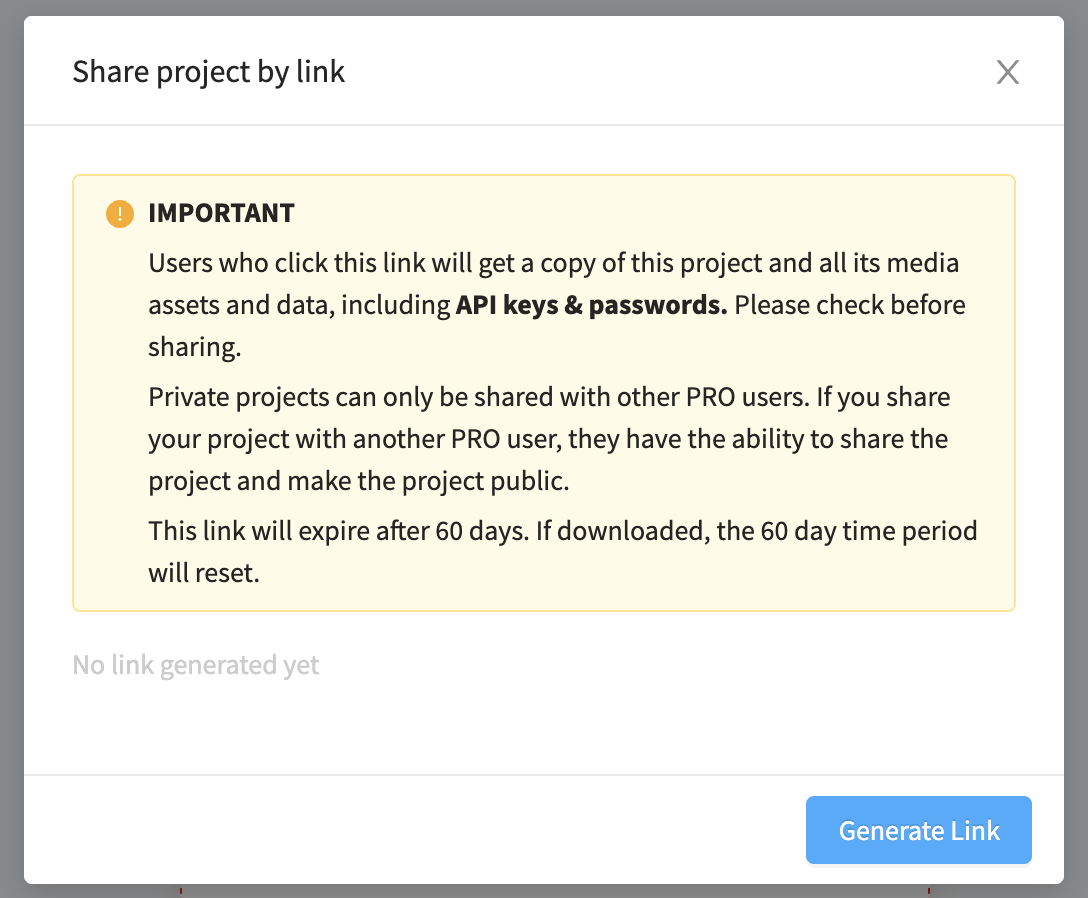 Share project by link
IMPORTANT
Users who click this link will get a copy of this project and all its media
assets and data, including API keys & passwords. Please check before
sharing.
Private projects can only be shared with other PRO users. If you share
your project with another PRO user, they have the ability to share the
project and make the project public.
This link will expire after 60 days. If downloaded, the 60 day time period
will reset.
No link generated yet
Generate Link